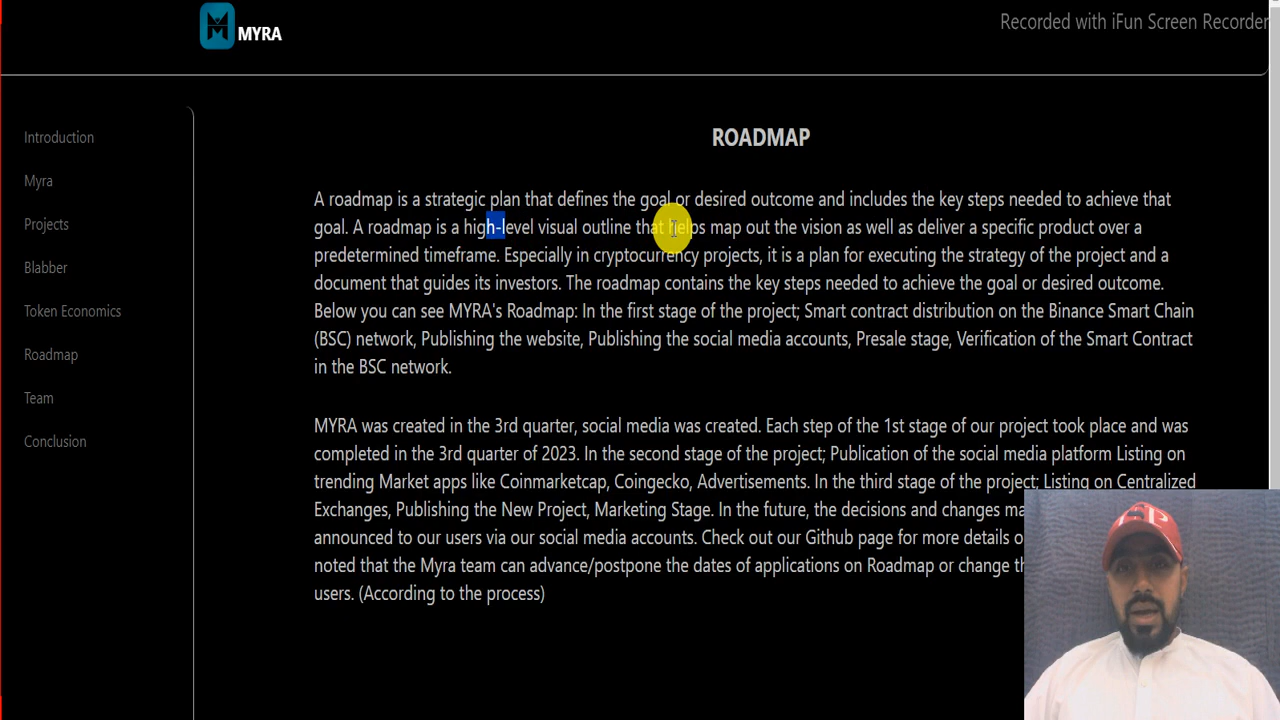 MYRA
Recorded with iFun Screen Recorder
Introduction
Myra
Projects
Blabber
Token Economics
Roadmap
Team
Conclusion
ROADMAP
A roadmap is a strategic plan that defines the goal or desired outcome and includes the key steps needed to achieve that
goal. A roadmap is a high-level visual outline that helps map out the vision as well as deliver a specific product over a
predetermined timeframe. Especially in cryptocurrency projects, it is a plan for executing the strategy of the project and a
document that guides its investors. The roadmap contains the key steps needed to achieve the goal or desired outcome.
Below you can see MYRA's Roadmap: In the first stage of the project; Smart contract distribution on the Binance Smart Chain
(BSC) network, Publishing the website, Publishing the social media accounts, Presale stage, Verification of the Smart Contract
in the BSC network.
MYRA was created in the 3rd quarter, social media was created. Each step of the 1st stage of our project took place and was
completed in the 3rd quarter of 2023. In the second stage of the project; Publication of the social media platform Listing on
trending Market apps like Coinmarketcap, Coingecko, Advertisements. In the third stage of the project; Listing on Centralized
Exchanges, Publishing the New Project, Marketing Stage. In the future, the decisions and changes
announced to our users via our social media accounts. Check out our Github page for more details
noted that the Myra team can advance/postpone the dates of applications on Roadmap or change
users. (According to the process)